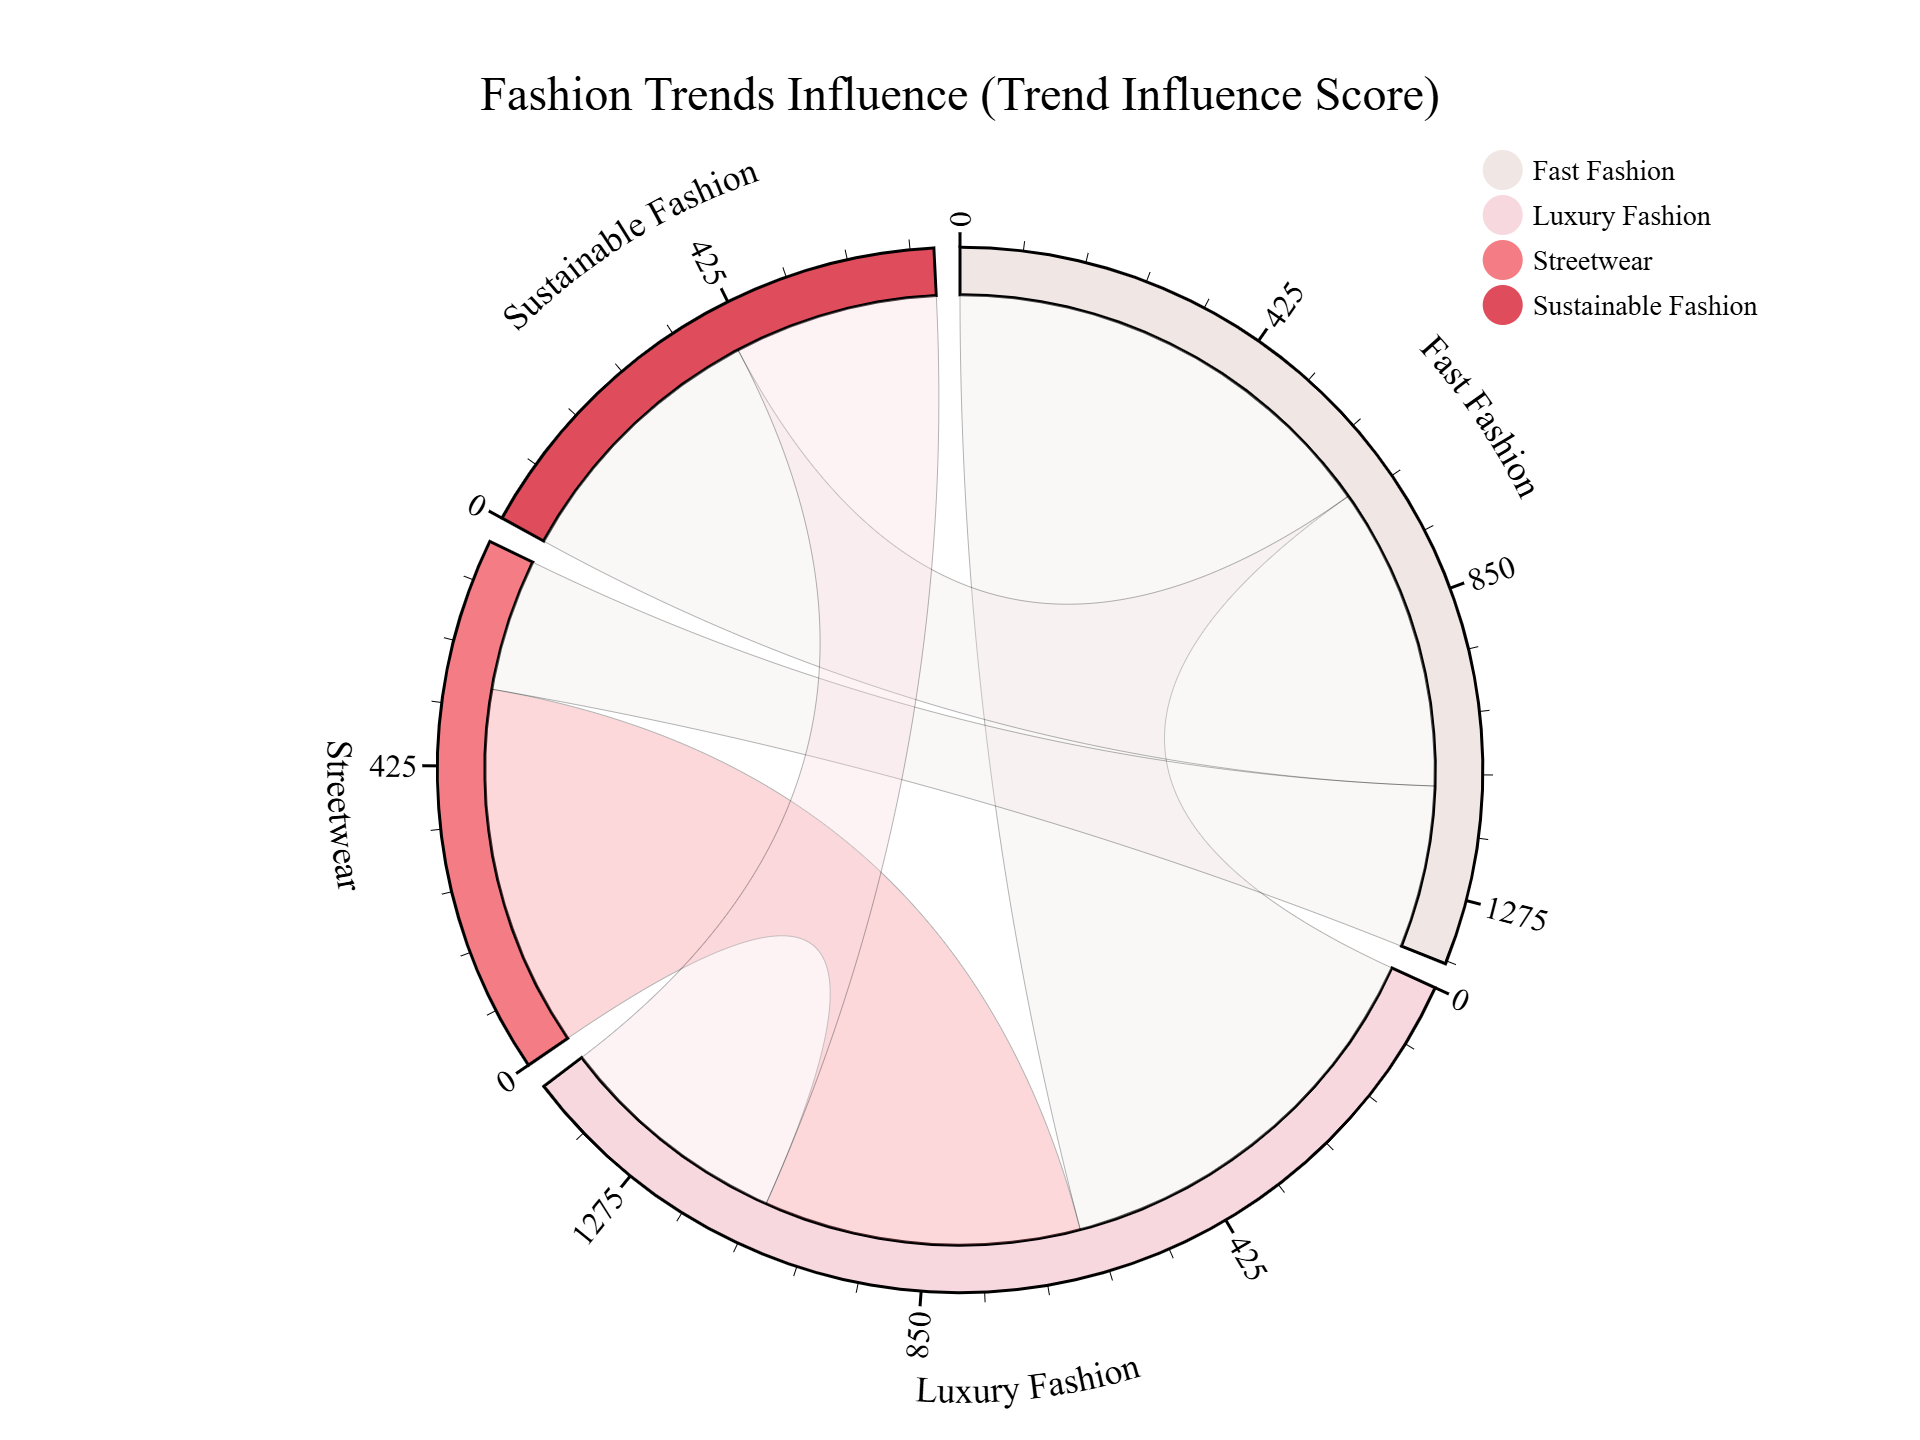 Fashion Trends Influence (Trend Influence Score)
Fast Fashion
Luxury Fashion
Streetwear
Sustainable Fashion
0
425
850
1275
Fast Fashion
0
425
850
1275
Luxury Fashion
0
425
Streetwear
0
425
Sustainable Fashion